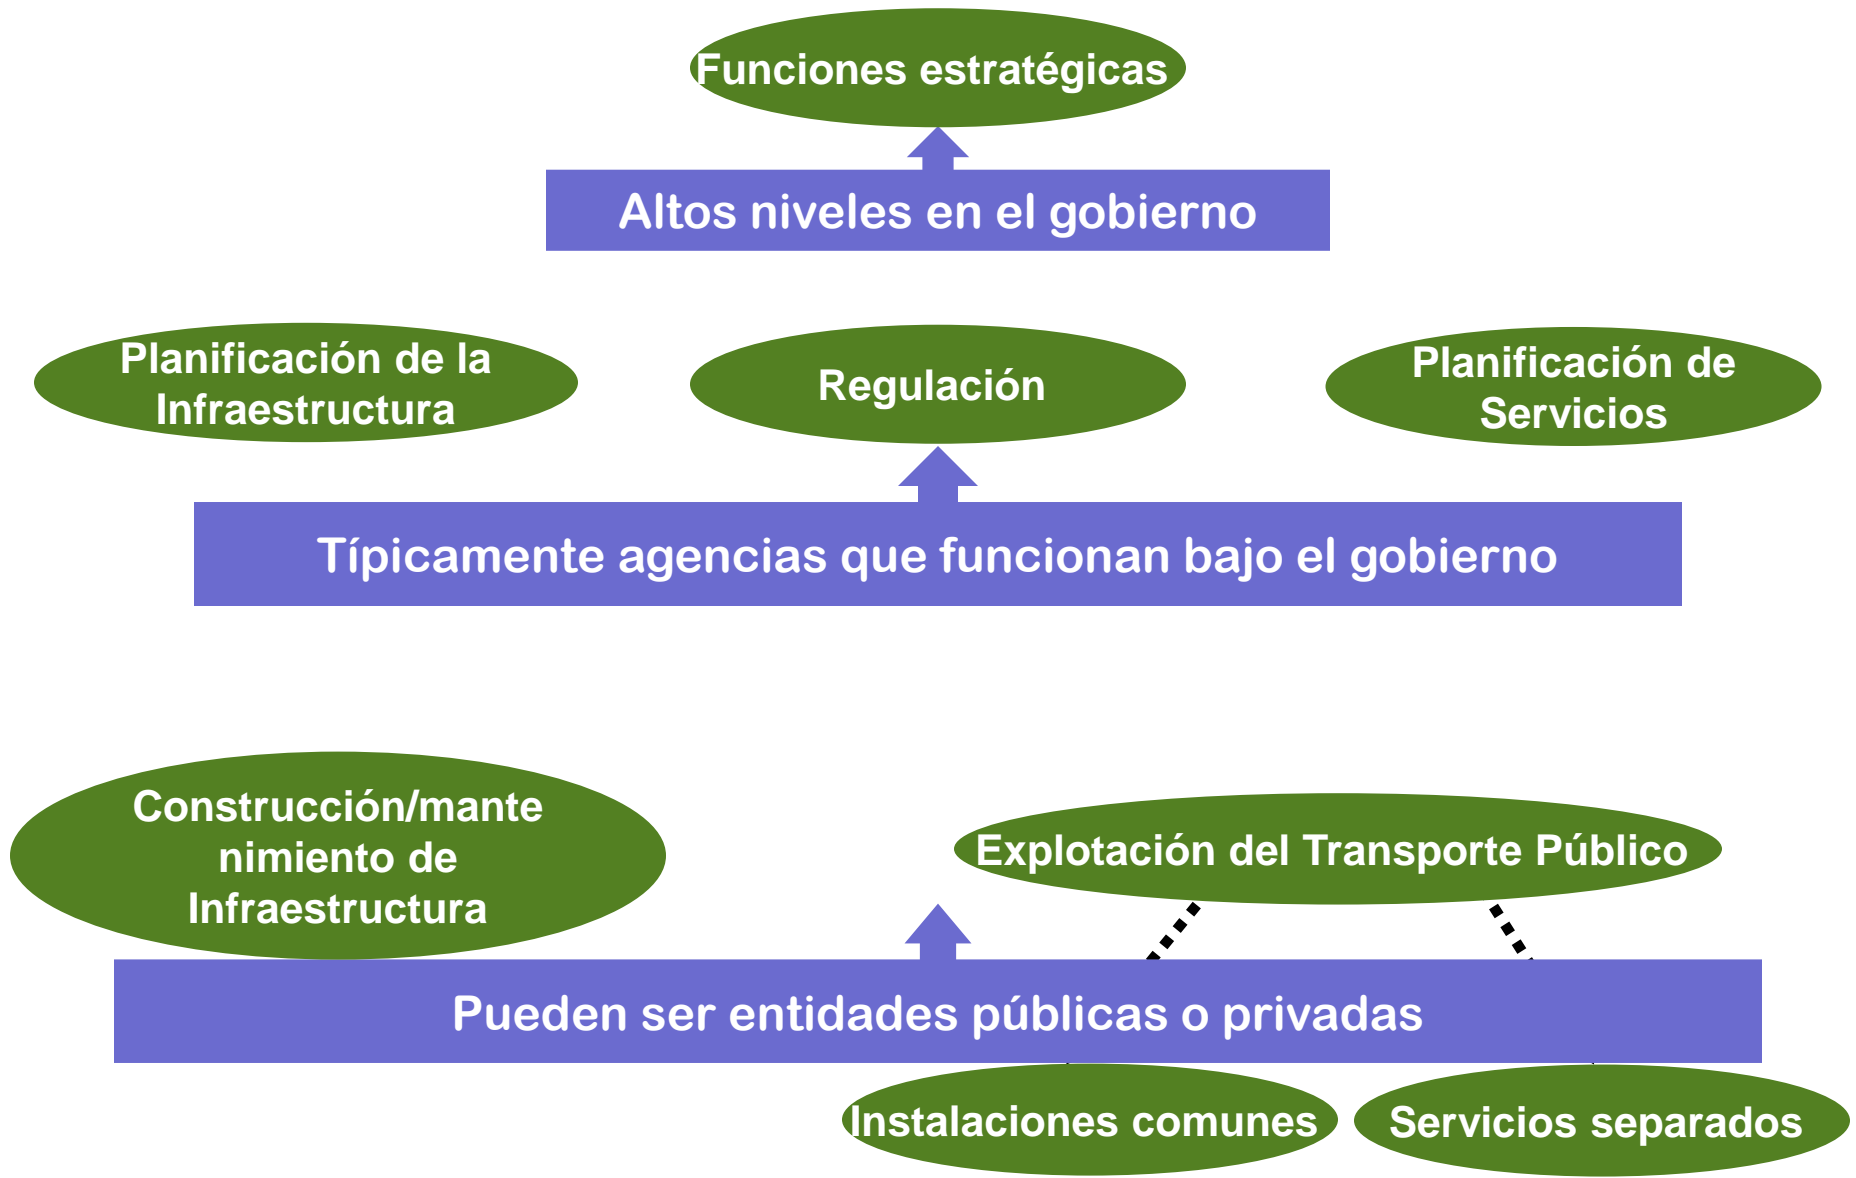 Funciones estratégicas
Altos niveles en el gobierno
Planificación de la
Infraestructura
Regulación
Planificación de
Servicios
Típicamente agencias que funcionan bajo el gobierno
Construcción/mante
nimiento de
Infraestructura
Explotación del Transporte Público
Pueden ser entidades públicas o privadas
Instalaciones comunes
Servicios separados